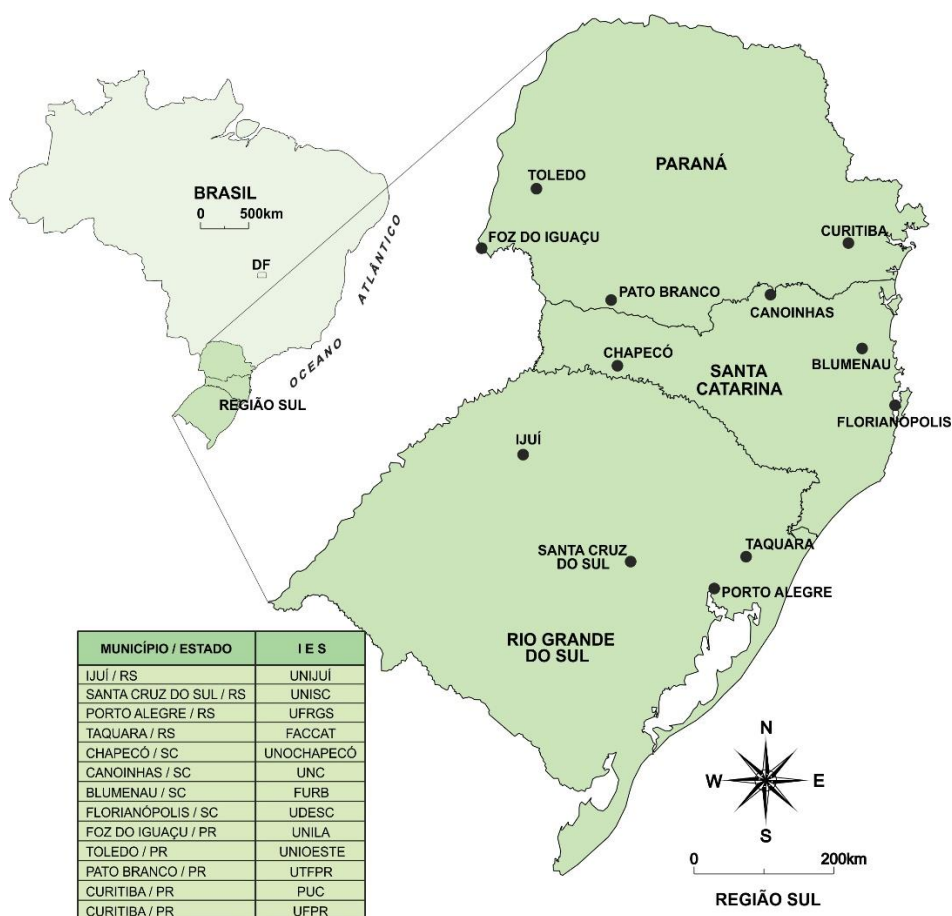 BRASIL
0 500km
DF
OCEANO ATLÂNTICO
REGIÃO SUL
PARANÁ
TOLEDO
FOZ DO IGUAÇU
CURITIBA
PATO BRANCO
CANOINHAS
CHAPECÓ
SANTA
CATARINA
BLUMENAU
FLORIANÓPOLIS
IJUÍ
SANTA CRUZ
DO SUL
TAQUARA
PORTO ALEGRE
RIO GRANDE
DO SUL
MUNICÍPIO / ESTADO I E S
IJUÍ / RS UNIJUÍ
SANTA CRUZ DO SUL / RS UNISC
PORTO ALEGRE / RS UFRGS
TAQUARA / RS FACCAT
CHAPECÓ / SC UNOCHAPECÓ
CANOINHAS / SC UNC
BLUMENAU / SC FURB
FLORIANÓPOLIS / SC UDESC
FOZ DO IGUAÇU / PR UNILA
TOLEDO / PR UNIOESTE
PATO BRANCO / PR UTFPR
CURITIBA / PR PUC
CURITIBA / PR UFPR
N
W E
S
0 200km
REGIÃO SUL